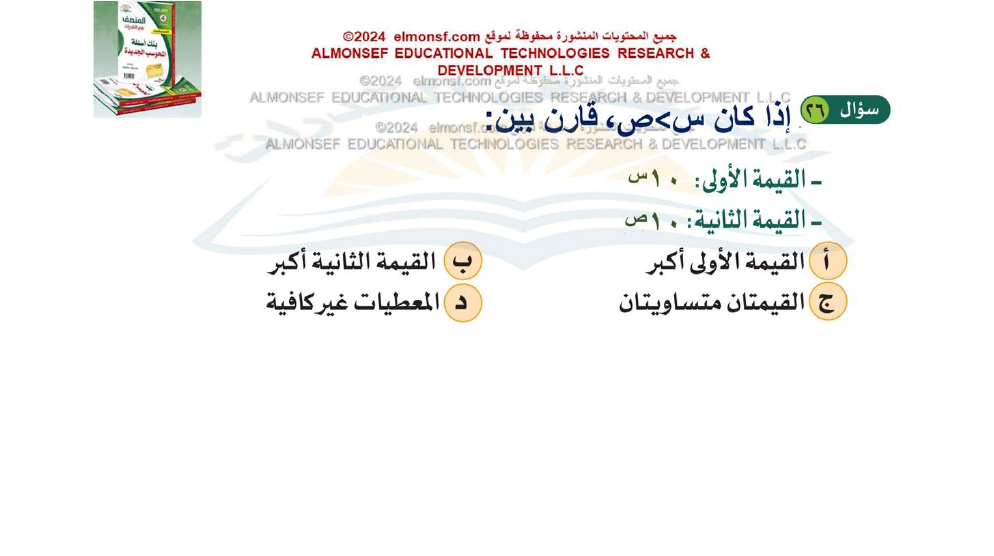 المنصف
بنك أسئلة
المحوسب الجديدة
جميع المحتويات المنشورة محفوظة لموقع elmonsf.com ©2024
ALMONSEF EDUCATIONAL TECHNOLOGIES RESEARCH &
DEVELOPMENT L.L.C
جميع المحتويات المنشورة محفوظة لموقع elmonsf.com ©2024
ALMONSEF EDUCATIONAL TECHNOLOGIES RESEARCH & DEVELOPMENT L.L.C
سؤال ٢٦ إذا كان س>ص، قارن بين:
©2024 elmonsf.com
ALMONSEF EDUCATIONAL TECHNOLOGIES RESEARCH & DEVELOPMENT L.L.C
- القيمة الأولى: ١٠س
- القيمة الثانية: ١٠ص
أ القيمة الأولى أكبر ب القيمة الثانية أكبر
ج القيمتان متساويتان د المعطيات غير كافية